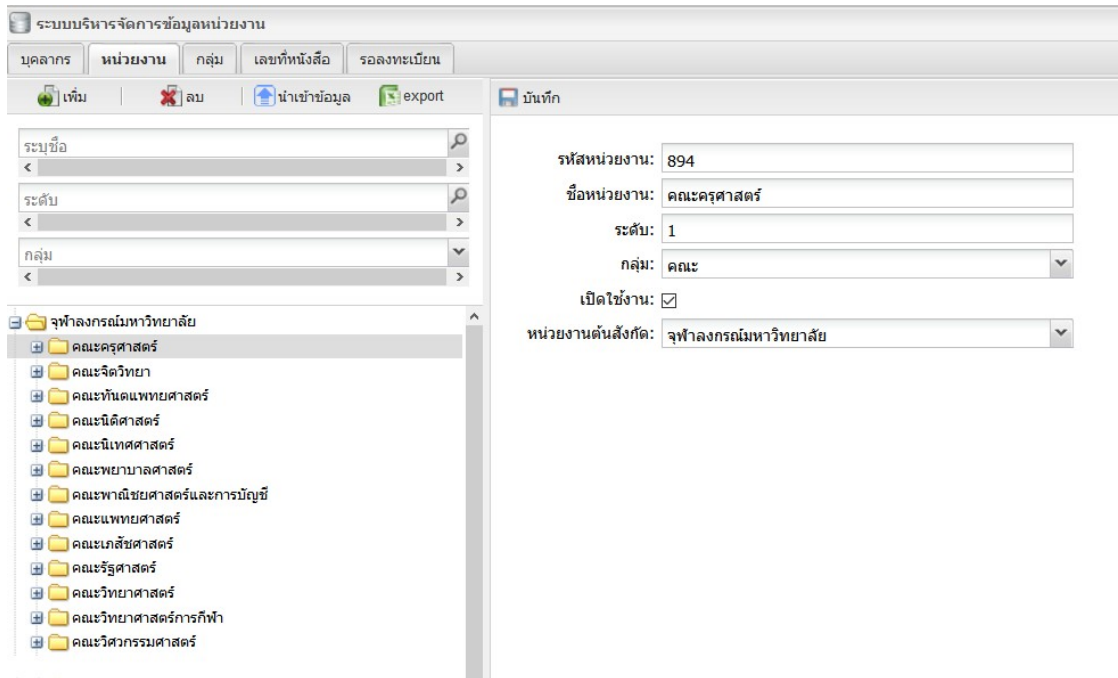 ระบบบริหารจัดการข้อมูลหน่วยงาน
บุคลากร หน่วยงาน กลุ่ม เลขที่หนังสือ รอลงทะเบียน
เพิ่ม ลบ นำเข้าข้อมูล export
ระบุชื่อ
ระดับ
กลุ่ม
จุฬาลงกรณ์มหาวิทยาลัย
คณะครุศาสตร์
คณะจิตวิทยา
คณะทันตแพทยศาสตร์
คณะนิติศาสตร์
คณะนิเทศศาสตร์
คณะพยาบาลศาสตร์
คณะพาณิชยศาสตร์และการบัญชี
คณะแพทยศาสตร์
คณะเภสัชศาสตร์
คณะรัฐศาสตร์
คณะวิทยาศาสตร์
คณะวิทยาศาสตร์การกีฬา
คณะวิศวกรรมศาสตร์
บันทึก
รหัสหน่วยงาน: 894
ชื่อหน่วยงาน: คณะครุศาสตร์
ระดับ: 1
กลุ่ม: คณะ
เปิดใช้งาน:
หน่วยงานต้นสังกัด: จุฬาลงกรณ์มหาวิทยาลัย